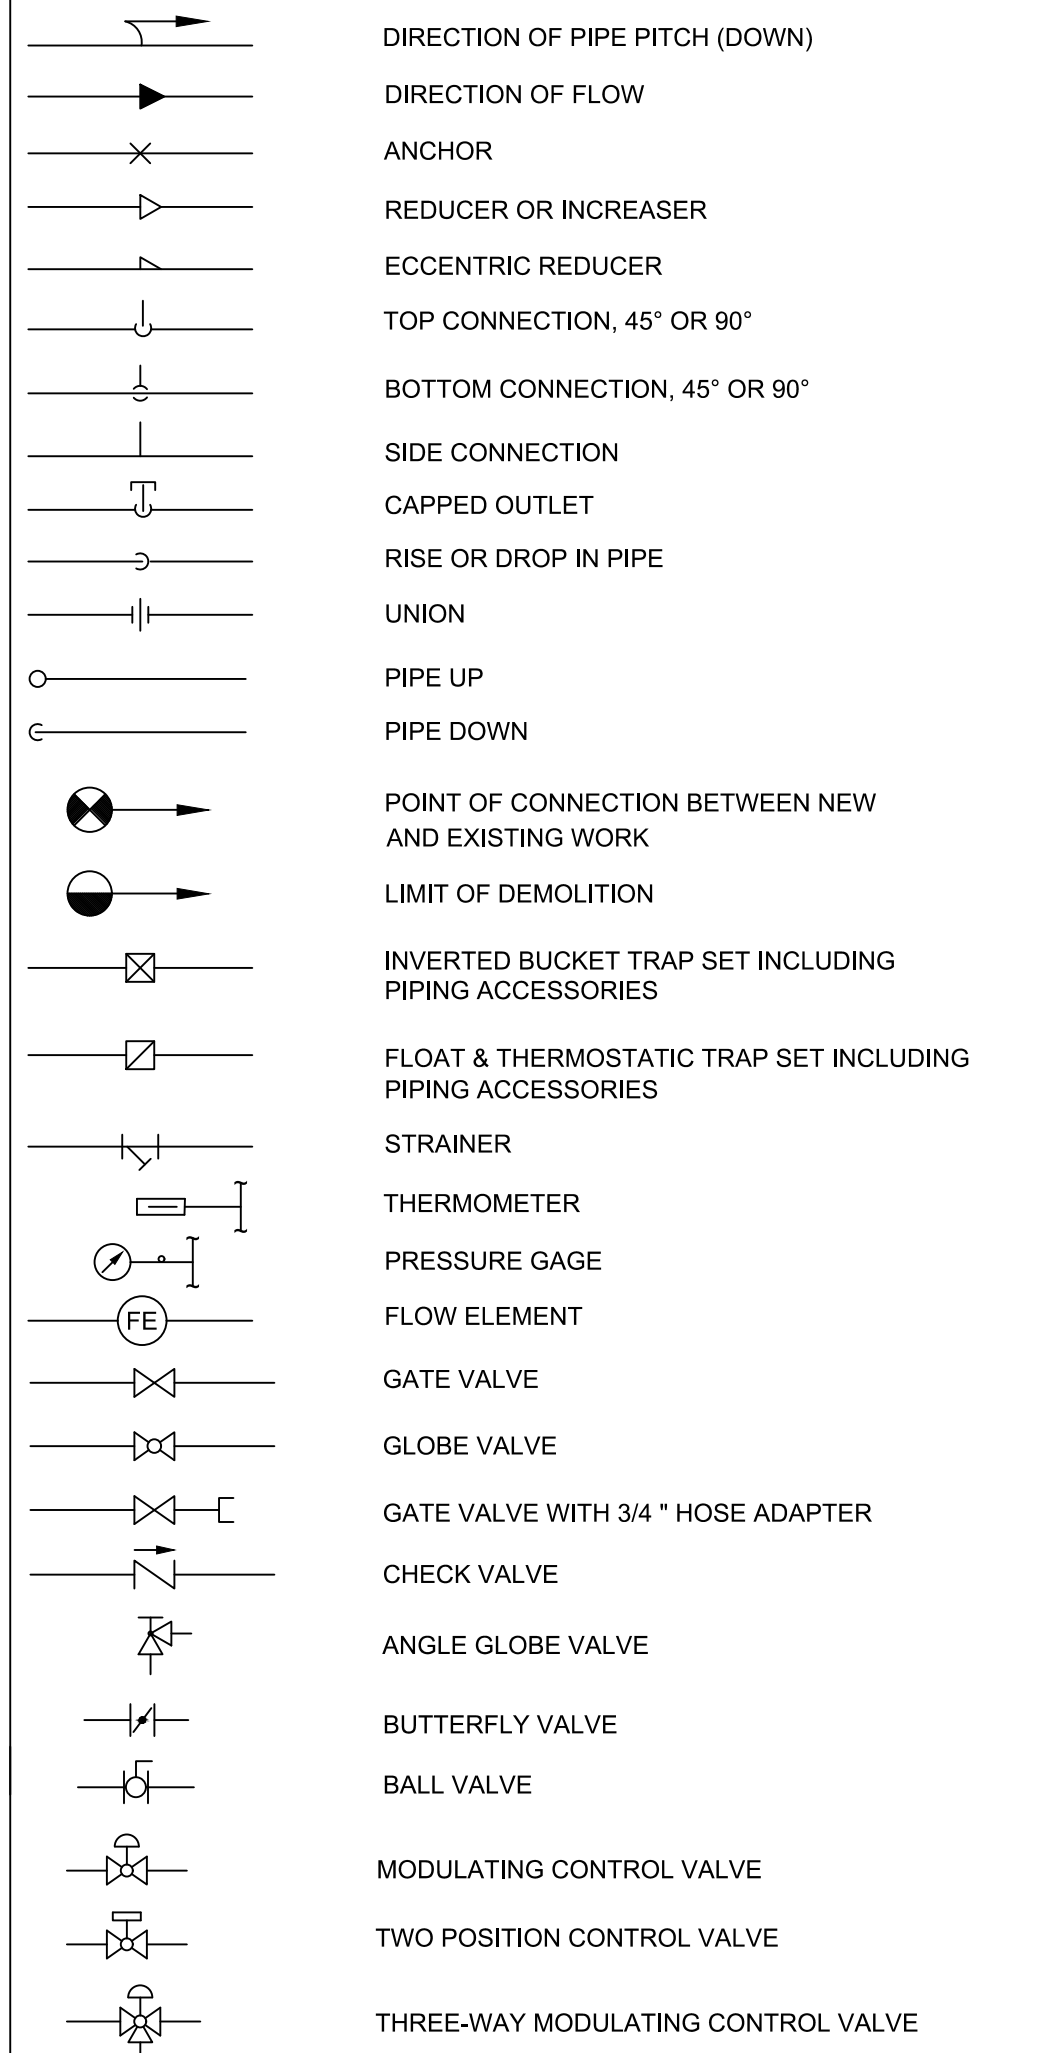 DIRECTION OF PIPE PITCH (DOWN)
DIRECTION OF FLOW
ANCHOR
REDUCER OR INCREASER
ECCENTRIC REDUCER
TOP CONNECTION, 45° OR 90°
BOTTOM CONNECTION, 45° OR 90°
SIDE CONNECTION
CAPPED OUTLET
RISE OR DROP IN PIPE
UNION
PIPE UP
PIPE DOWN
POINT OF CONNECTION BETWEEN NEW
AND EXISTING WORK
LIMIT OF DEMOLITION
INVERTED BUCKET TRAP SET INCLUDING
PIPING ACCESSORIES
FLOAT & THERMOSTATIC TRAP SET INCLUDING
PIPING ACCESSORIES
STRAINER
THERMOMETER
PRESSURE GAGE
FE FLOW ELEMENT
GATE VALVE
GLOBE VALVE
GATE VALVE WITH 3/4 " HOSE ADAPTER
CHECK VALVE
ANGLE GLOBE VALVE
BUTTERFLY VALVE
BALL VALVE
MODULATING CONTROL VALVE
TWO POSITION CONTROL VALVE
THREE-WAY MODULATING CONTROL VALVE